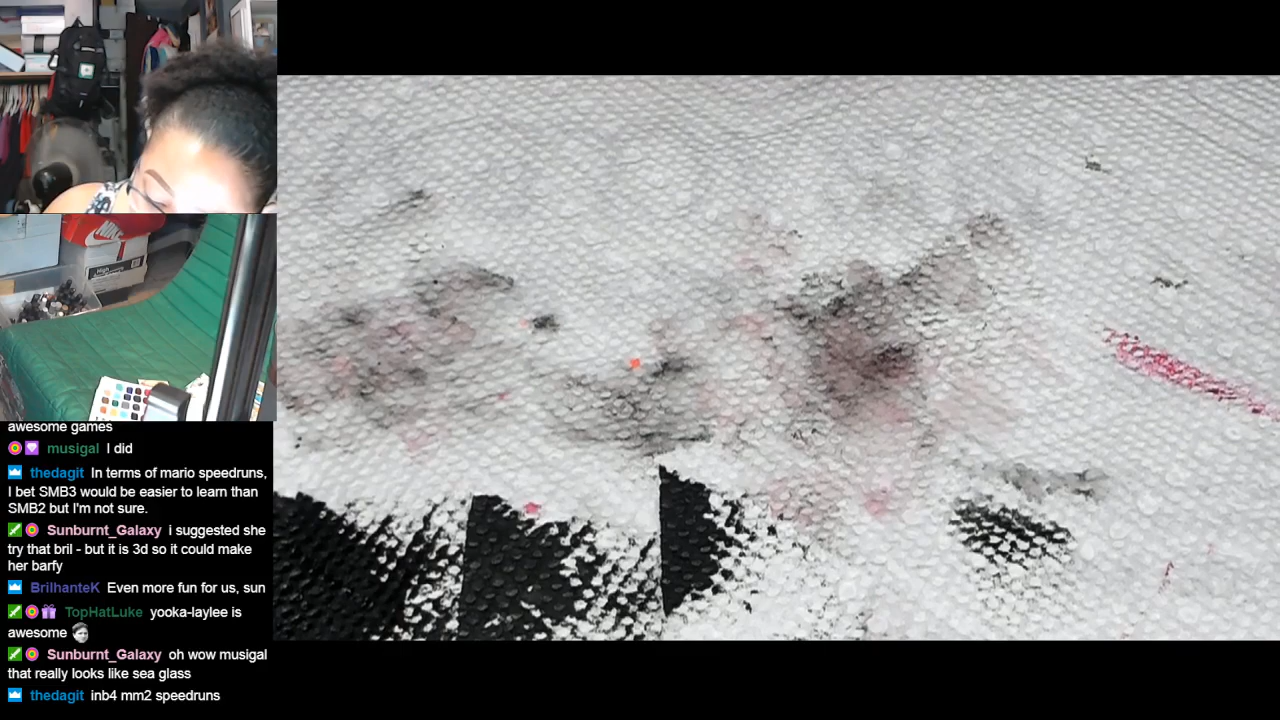 awesome games
musigal I did
thedagit In terms of mario speedruns,
I bet SMB3 would be easier to learn than
SMB2 but I'm not sure.
Sunburnt_Galaxy i suggested she
try that bril - but it is 3d so it could make
her barfy
BrilhanteK Even more fun for us, sun
TopHatLuke yooka-laylee is
awesome
Sunburnt_Galaxy oh wow musigal
that really looks like sea glass
thedagit inb4 mm2 speedruns